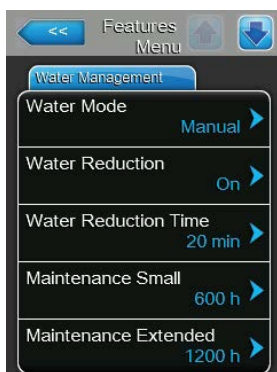 <<
Features
Menu
Water Management
Water Mode
Manual
Water Reduction
On
Water Reduction Time
20 min
Maintenance Small
600 h
Maintenance Extended
1200 h